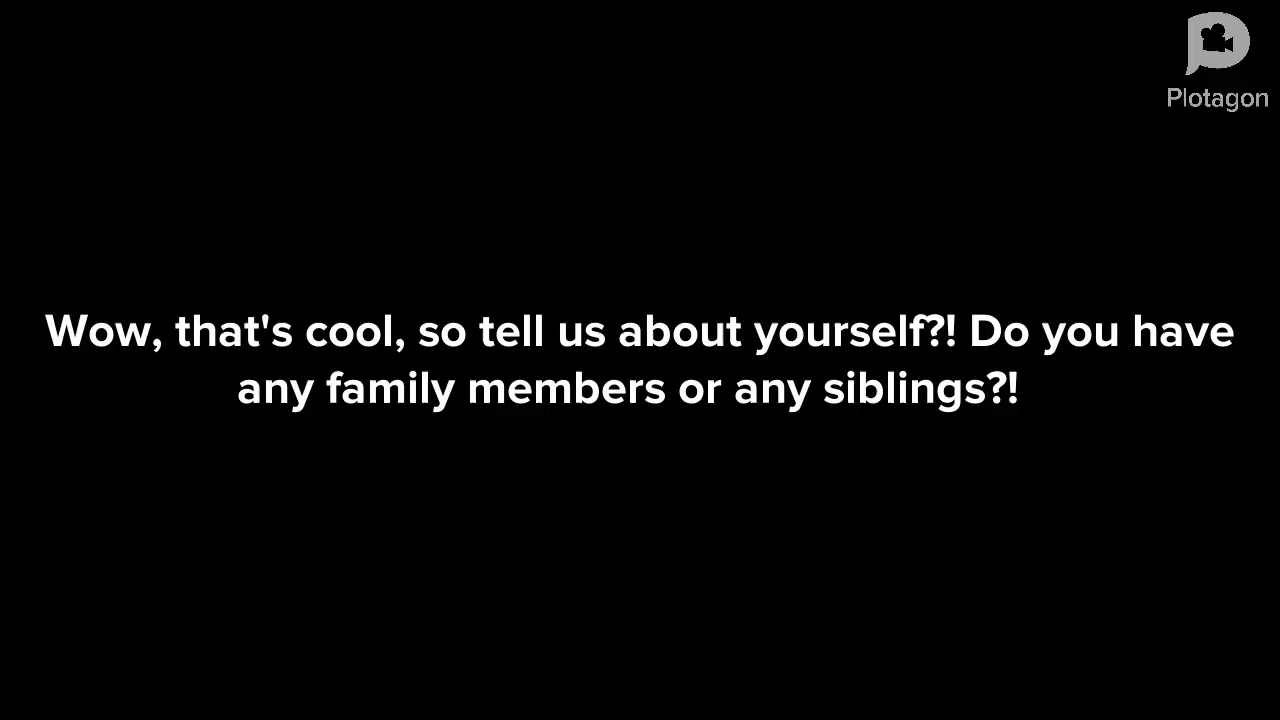 Plotagon
Wow, that's cool, so tell us about yourself?! Do you have
any family members or any siblings?!